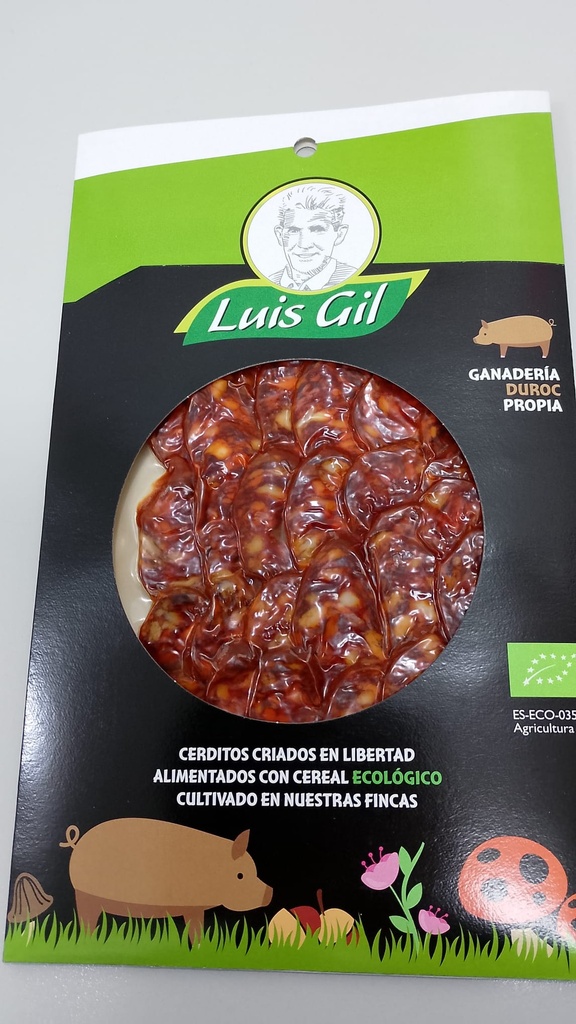 Luis Gil
GANADERÍA
DUROC
PROPIA
ES-ECO-035
Agricultura
CERDITOS CRIADOS EN LIBERTAD
ALIMENTADOS CON CEREAL ECOLÓGICO
CULTIVADO EN NUESTRAS FINCAS